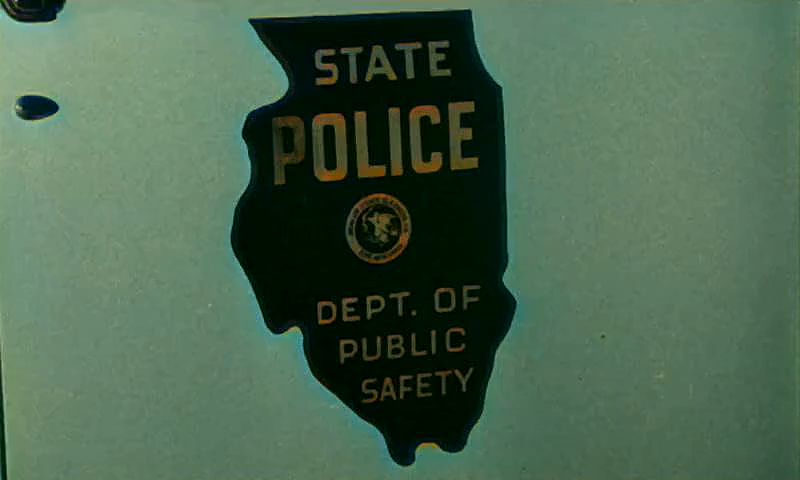 STATE
POLICE
DEPT. OF
PUBLIC
SAFETY